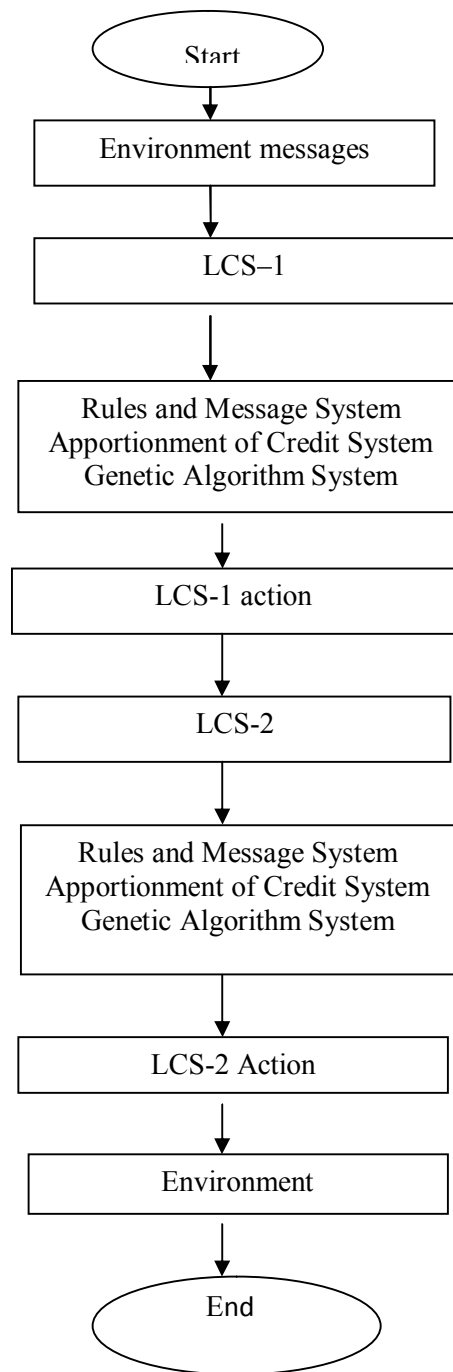 Start
Environment messages
LCS–1
Rules and Message System
Apportionment of Credit System
Genetic Algorithm System
LCS-1 action
LCS-2
Rules and Message System
Apportionment of Credit System
Genetic Algorithm System
LCS-2 Action
Environment
End